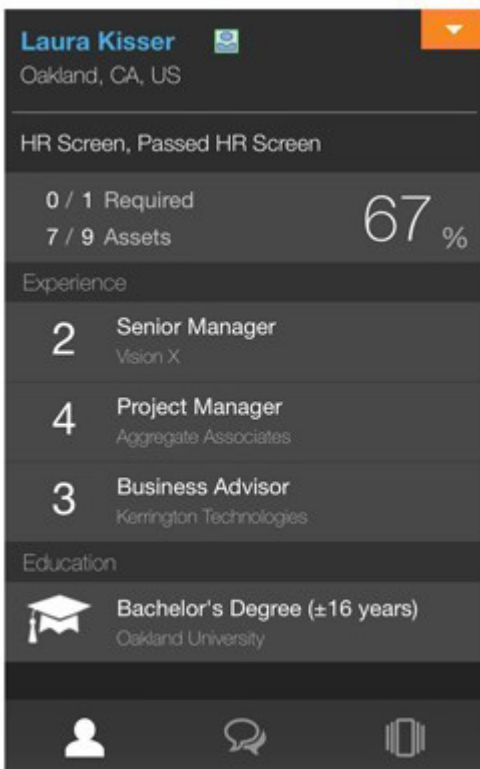 Laura Kisser
Oakland, CA, US
HR Screen, Passed HR Screen
0 / 1 Required
7 / 9 Assets
67 %
Experience
2 Senior Manager
Vision X
4 Project Manager
Aggregate Associates
3 Business Advisor
Kerrington Technologies
Education
Bachelor's Degree (±16 years)
Oakland University